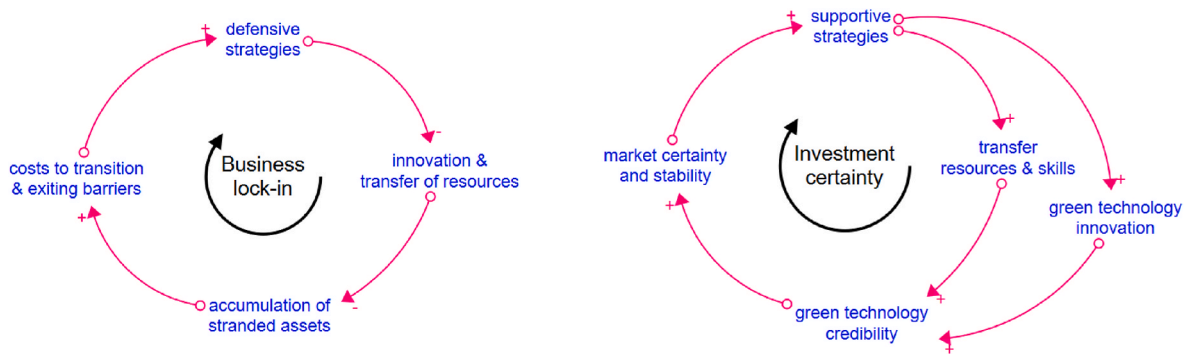 +
defensive
strategies
-
innovation &
transfer of resources
-
accumulation of
stranded assets
+
costs to transition
& exiting barriers
Business
lock-in
+
supportive
strategies
+
transfer
resources & skills
+
green technology
innovation
+
+
green technology
credibility
+
market certainty
and stability
Investment
certainty